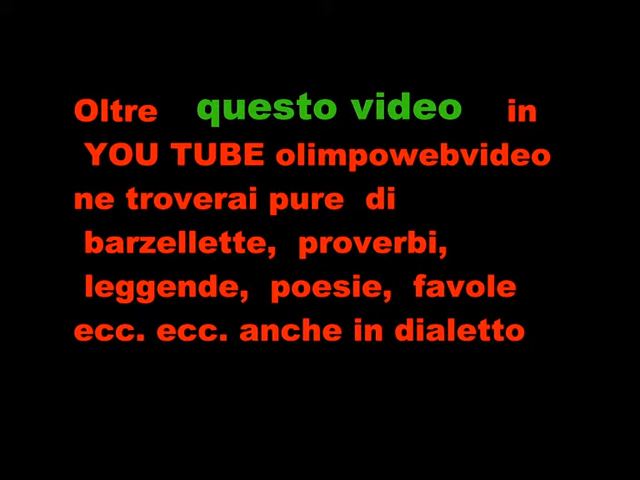 Oltre questo video in
YOU TUBE olimpowebvideo
ne troverai pure di
barzellette, proverbi,
leggende, poesie, favole
ecc. ecc. anche in dialetto